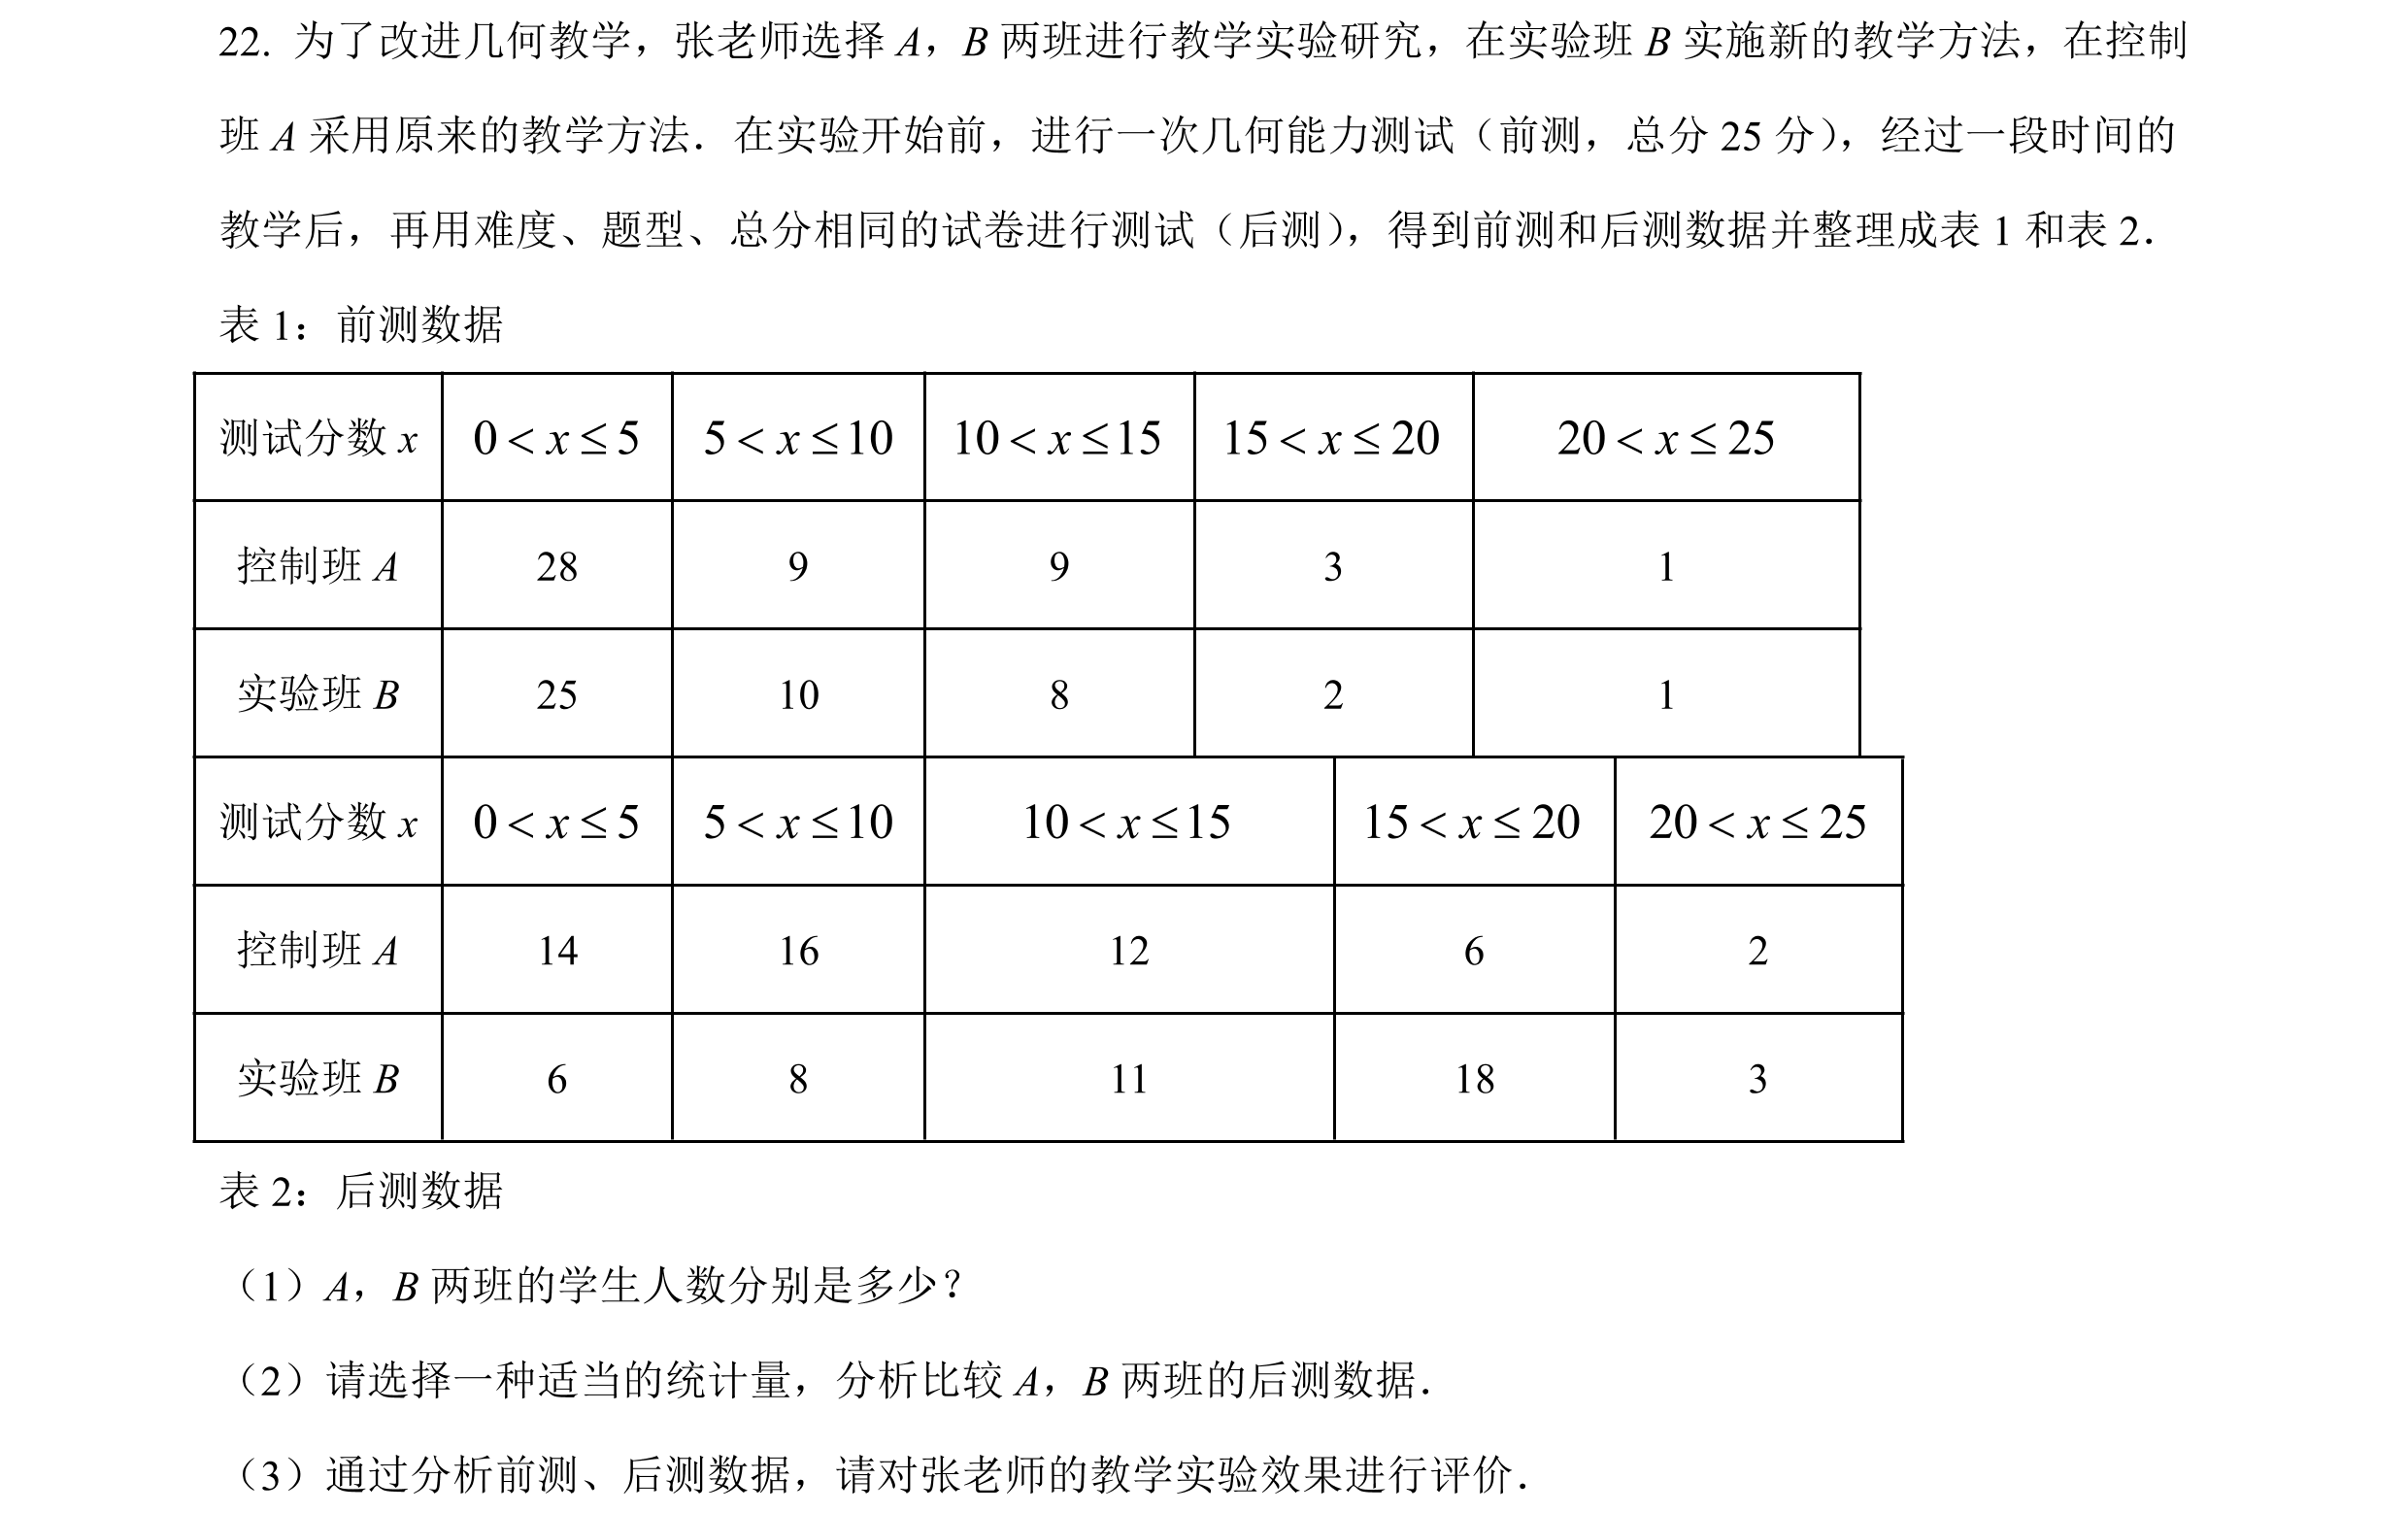 22. 为了改进几何教学，张老师选择 A，B 两班进行教学实验研究，在实验班 B 实施新的教学方法，在控制
班 A 采用原来的教学方法．在实验开始前，进行一次几何能力测试（前测，总分 25 分），经过一段时间的
教学后，再用难度、题型、总分相同的试卷进行测试（后测），得到前测和后测数据并整理成表 1 和表 2．
表 1：前测数据
测试分数 x 0 < x ≤ 5 5 < x ≤ 10 10 < x ≤ 15 15 < x ≤ 20 20 < x ≤ 25
控制班 A 28 9 9 3 1
实验班 B 25 10 8 2 1
测试分数 x 0 < x ≤ 5 5 < x ≤ 10 10 < x ≤ 15 15 < x ≤ 20 20 < x ≤ 25
控制班 A 14 16 12 6 2
实验班 B 6 8 11 18 3
表 2：后测数据
（1）A，B 两班的学生人数分别是多少？
（2）请选择一种适当的统计量，分析比较 A，B 两班的后测数据．
（3）通过分析前测、后测数据，请对张老师的教学实验效果进行评价．